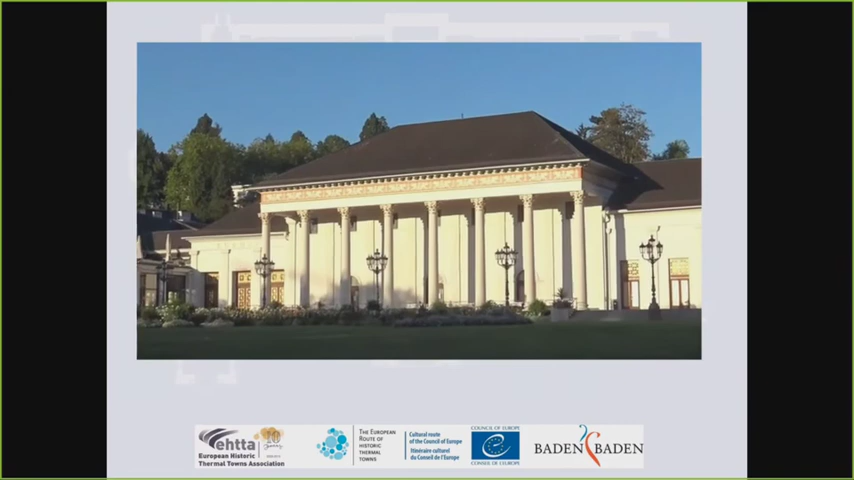 ehtta
10
European Historic
Thermal Towns Association
THE EUROPEAN
ROUTE OF
HISTORIC
THERMAL
TOWNS
Cultural route
of the Council of Europe
Itinéraire culturel
du Conseil de l'Europe
COUNCIL OF EUROPE
CONSEIL DE L'EUROPE
BADEN BADEN